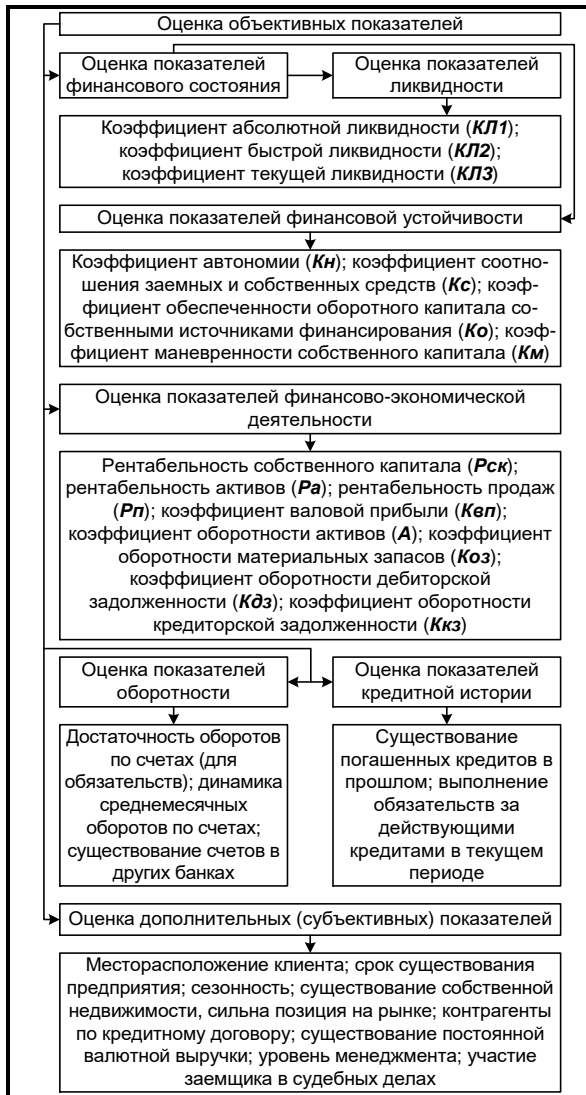 Оценка объективных показателей
Оценка показателей
финансового состояния
Оценка показателей
ликвидности
Коэффициент абсолютной ликвидности (КЛ1);
коэффициент быстрой ликвидности (КЛ2);
коэффициент текущей ликвидности (КЛ3)
Оценка показателей финансовой устойчивости
Коэффициент автономии (Кн); коэффициент соотно-
шения заемных и собственных средств (Кс); коэф-
фициент обеспеченности оборотного капитала со-
бственными источниками финансирования (Ко); коэф-
фициент маневренности собственного капитала (Км)
Оценка показателей финансово-экономической
деятельности
Рентабельность собственного капитала (Рск);
рентабельность активов (Ра); рентабельность продаж
(Рп); коэффициент валовой прибыли (Квп);
коэффициент оборотности активов (А); коэффициент
оборотности материальных запасов (Коз);
коэффициент оборотности дебиторской
задолженности (Кдз); коэффициент оборотности
кредиторской задолженности (Ккз)
Оценка показателей
оборотности
Оценка показателей
кредитной истории
Достаточность оборотов
по счетах (для
обязательств); динамика
среднемесячных
оборотов по счетах;
существование счетов в
других банках
Существование
погашенных кредитов в
прошлом; выполнение
обязательств за
действующими
кредитами в текущем
периоде
Оценка дополнительных (субъективных) показателей
Месторасположение клиента; срок существования
предприятия; сезонность; существование собственной
недвижимости, сильна позиция на рынке; контрагенты
по кредитному договору; существование постоянной
валютной выручки; уровень менеджмента; участие
заемщика в судебных делах